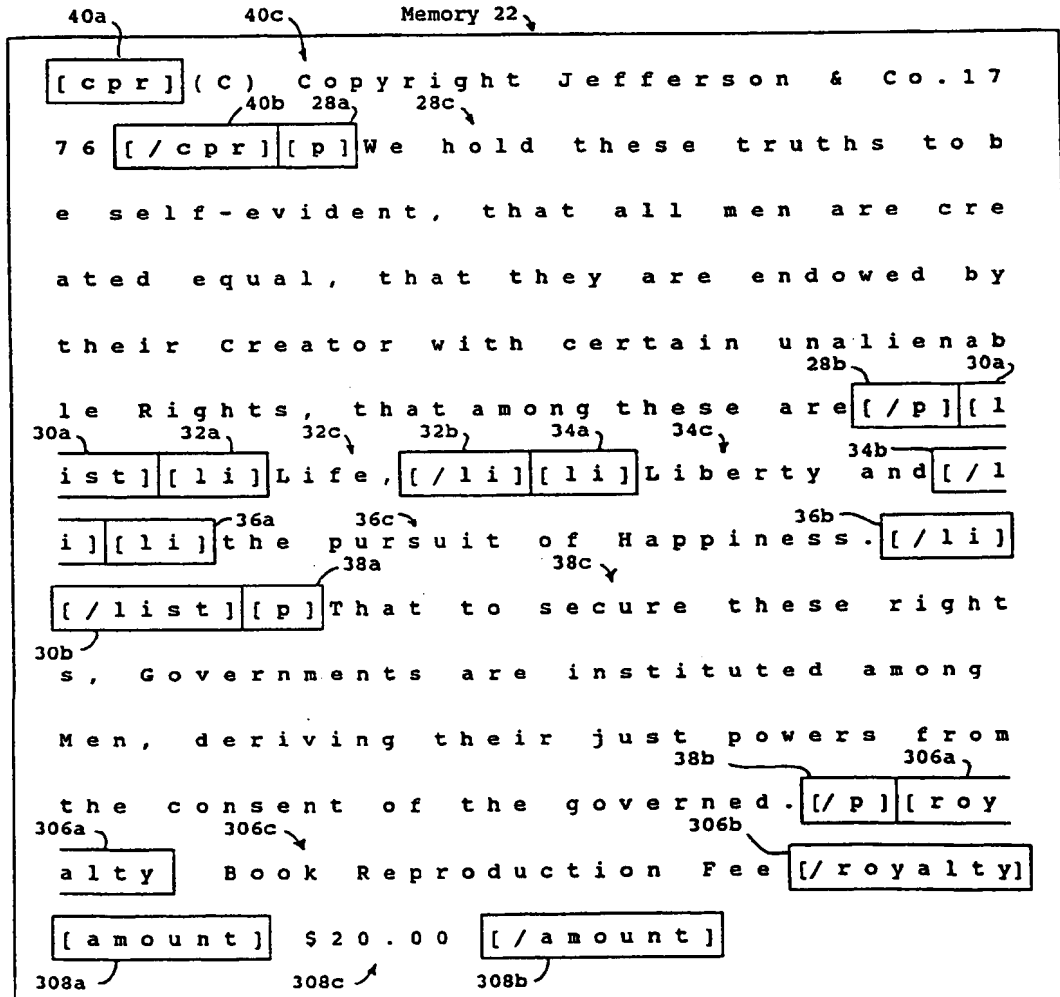 40a 40c Memory 22
[cpr](C) Copyright Jefferson & Co.17
40b 28a 28c
76 [/cpr][p]We hold these truths to b
e self-evident, that all men are cre
ated equal, that they are endowed by
their Creator with certain unalienab
28b 30a
le Rights, that among these are[/p][l
30a 32a 32c 32b 34a 34c 34b
ist][li]Life,[/li][li]Liberty and[/l
36a 36c 36b
i][li]the pursuit of Happiness.[/li]
38a 38c
[/list][p]That to secure these right
30b
s, Governments are instituted among
Men, deriving their just powers from
38b 306a
the consent of the governed.[/p][roy
306a 306c 306b
alty Book Reproduction Fee[/royalty]
[amount] $20.00 [/amount]
308a 308c 308b